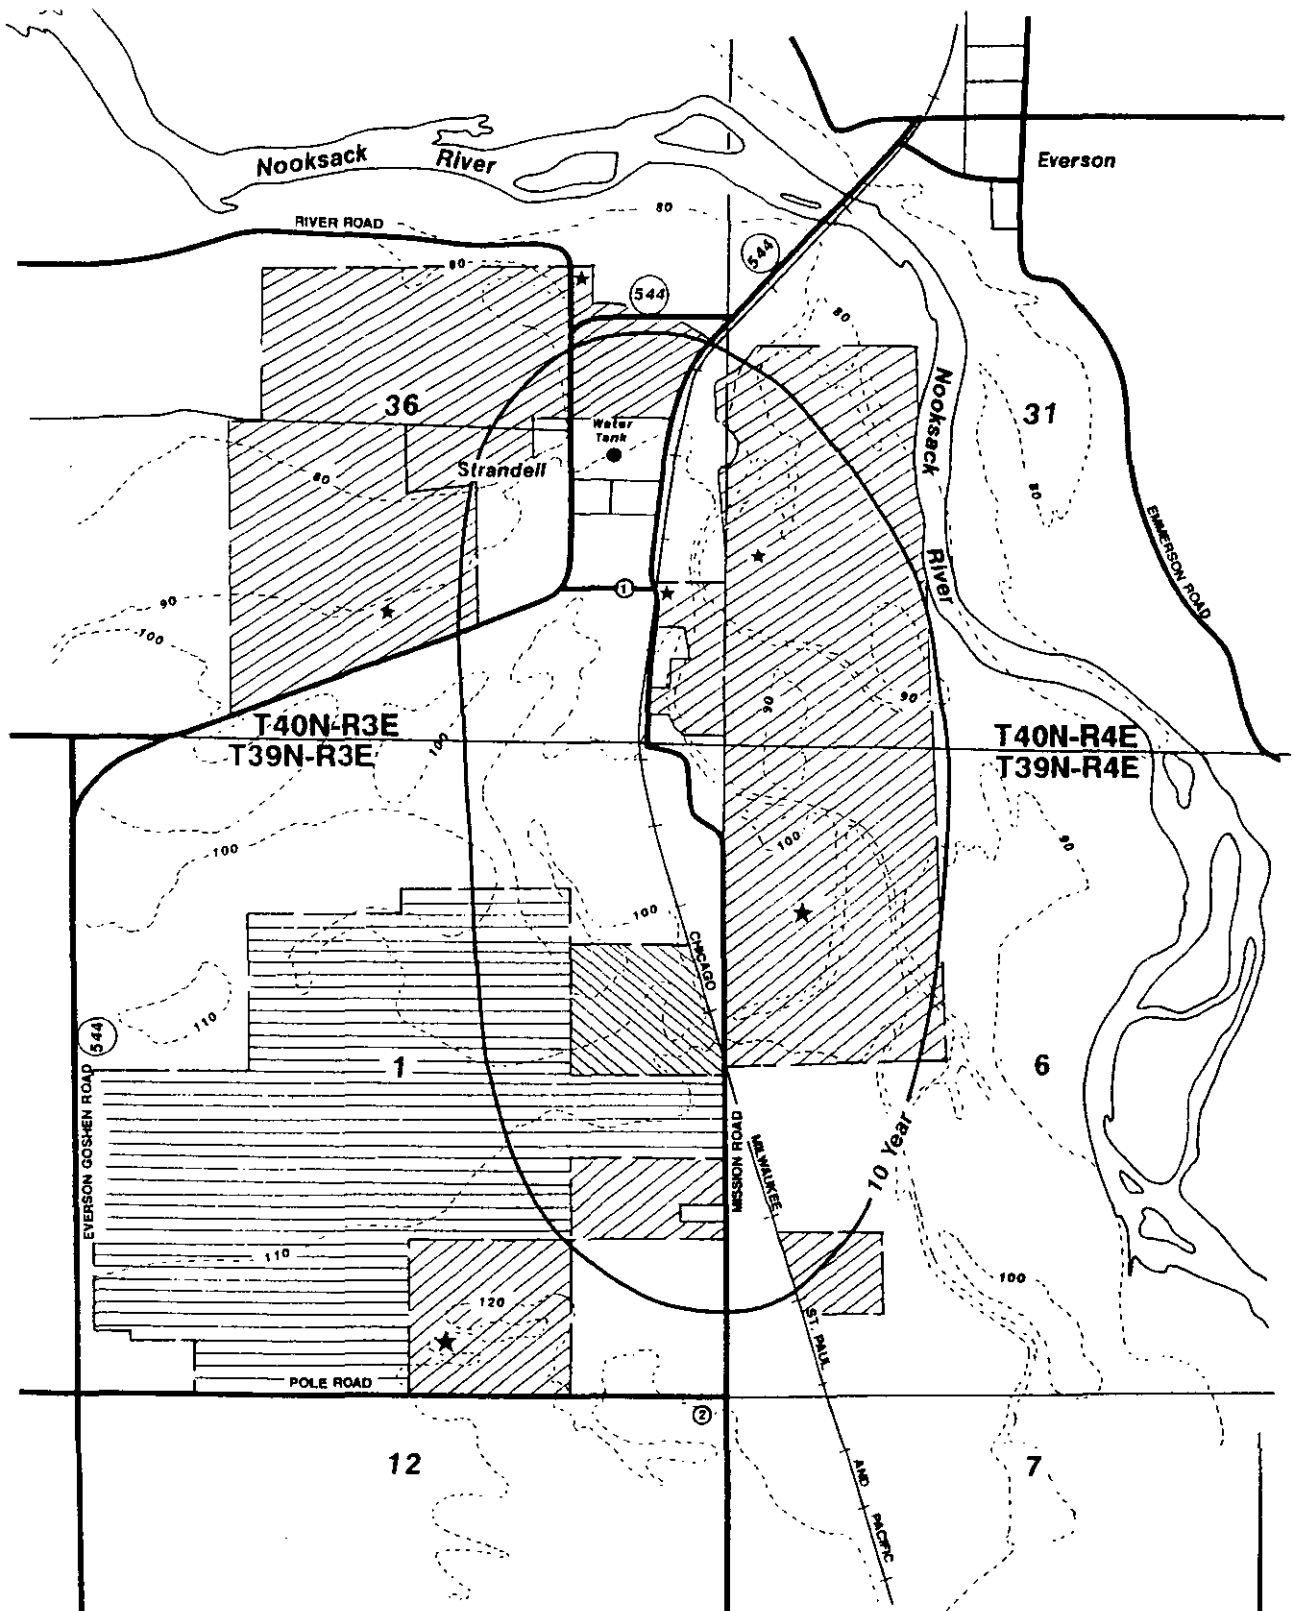 Nooksack River
Everson
RIVER ROAD
80
544
80
544
80
36
Water
Tank
Nooksack
31
Strandell
80
80
EMMERSON ROAD
River
1
90
100
90
90
T40N-R3E
T39N-R3E
100
T40N-R4E
T39N-R4E
100
100
90
100
CHICAGO
110
544
1
6
EVERSON GOSHEN ROAD
MISSION ROAD
MILWAUKEE
10 Year
110
100
120
ST. PAUL
POLE ROAD
2
12
7
AND
PACIFIC